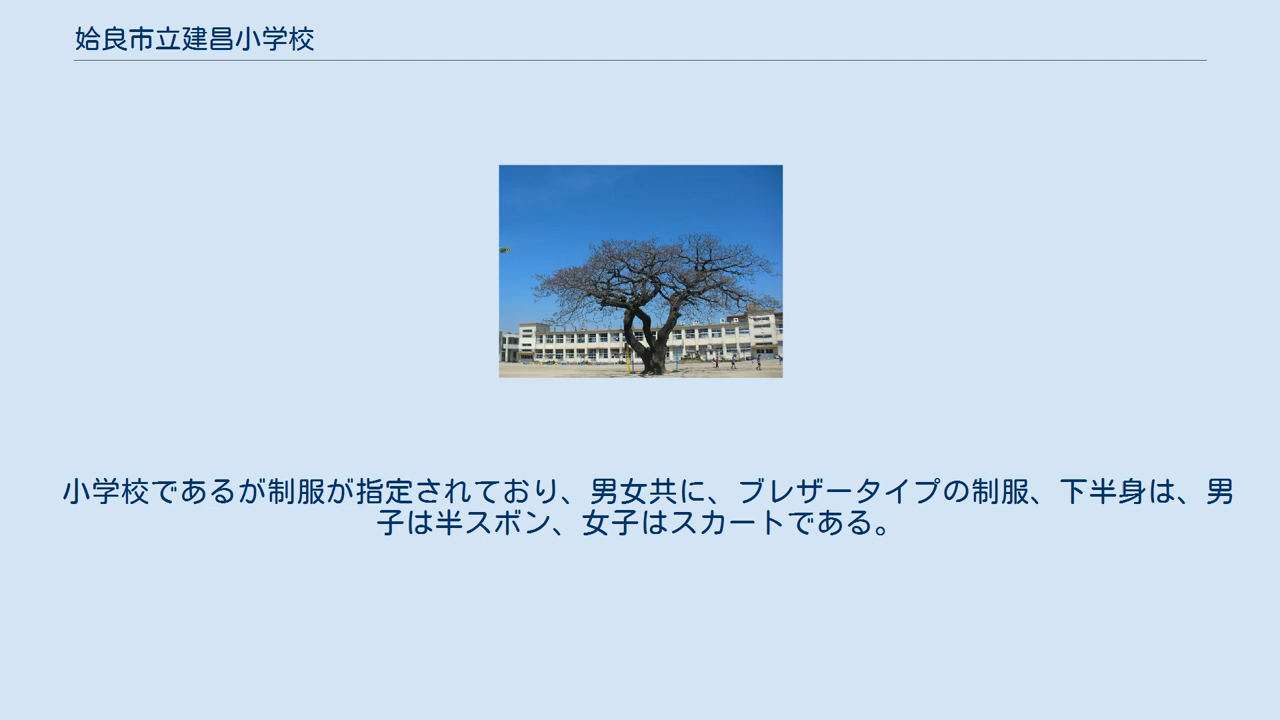 姶良市立建昌小学校
小学校であるが制服が指定されており、男女共に、ブレザータイプの制服、下半身は、男
子は半スボン、女子はスカートである。